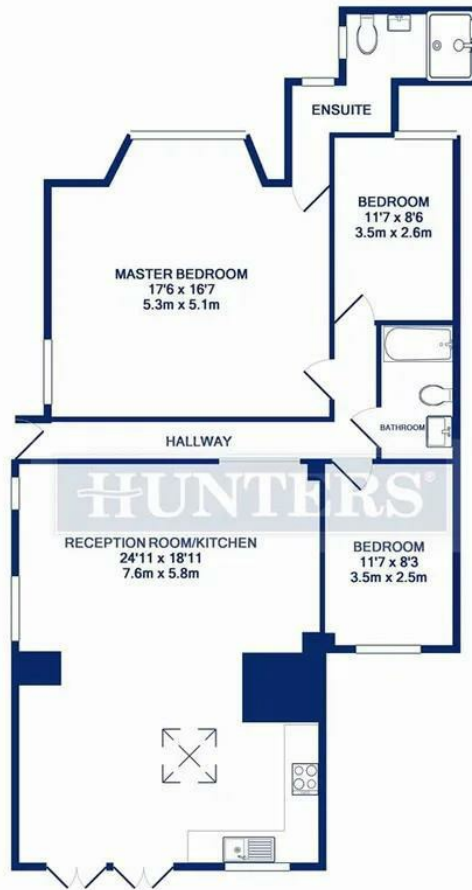 ENSUITE
BEDROOM
11'7 x 8'6
3.5m x 2.6m
MASTER BEDROOM
17'6 x 16'7
5.3m x 5.1m
BATHROOM
HALLWAY
HUNTERS®
RECEPTION ROOM/KITCHEN
24'11 x 18'11
7.6m x 5.8m
BEDROOM
11'7 x 8'3
3.5m x 2.5m